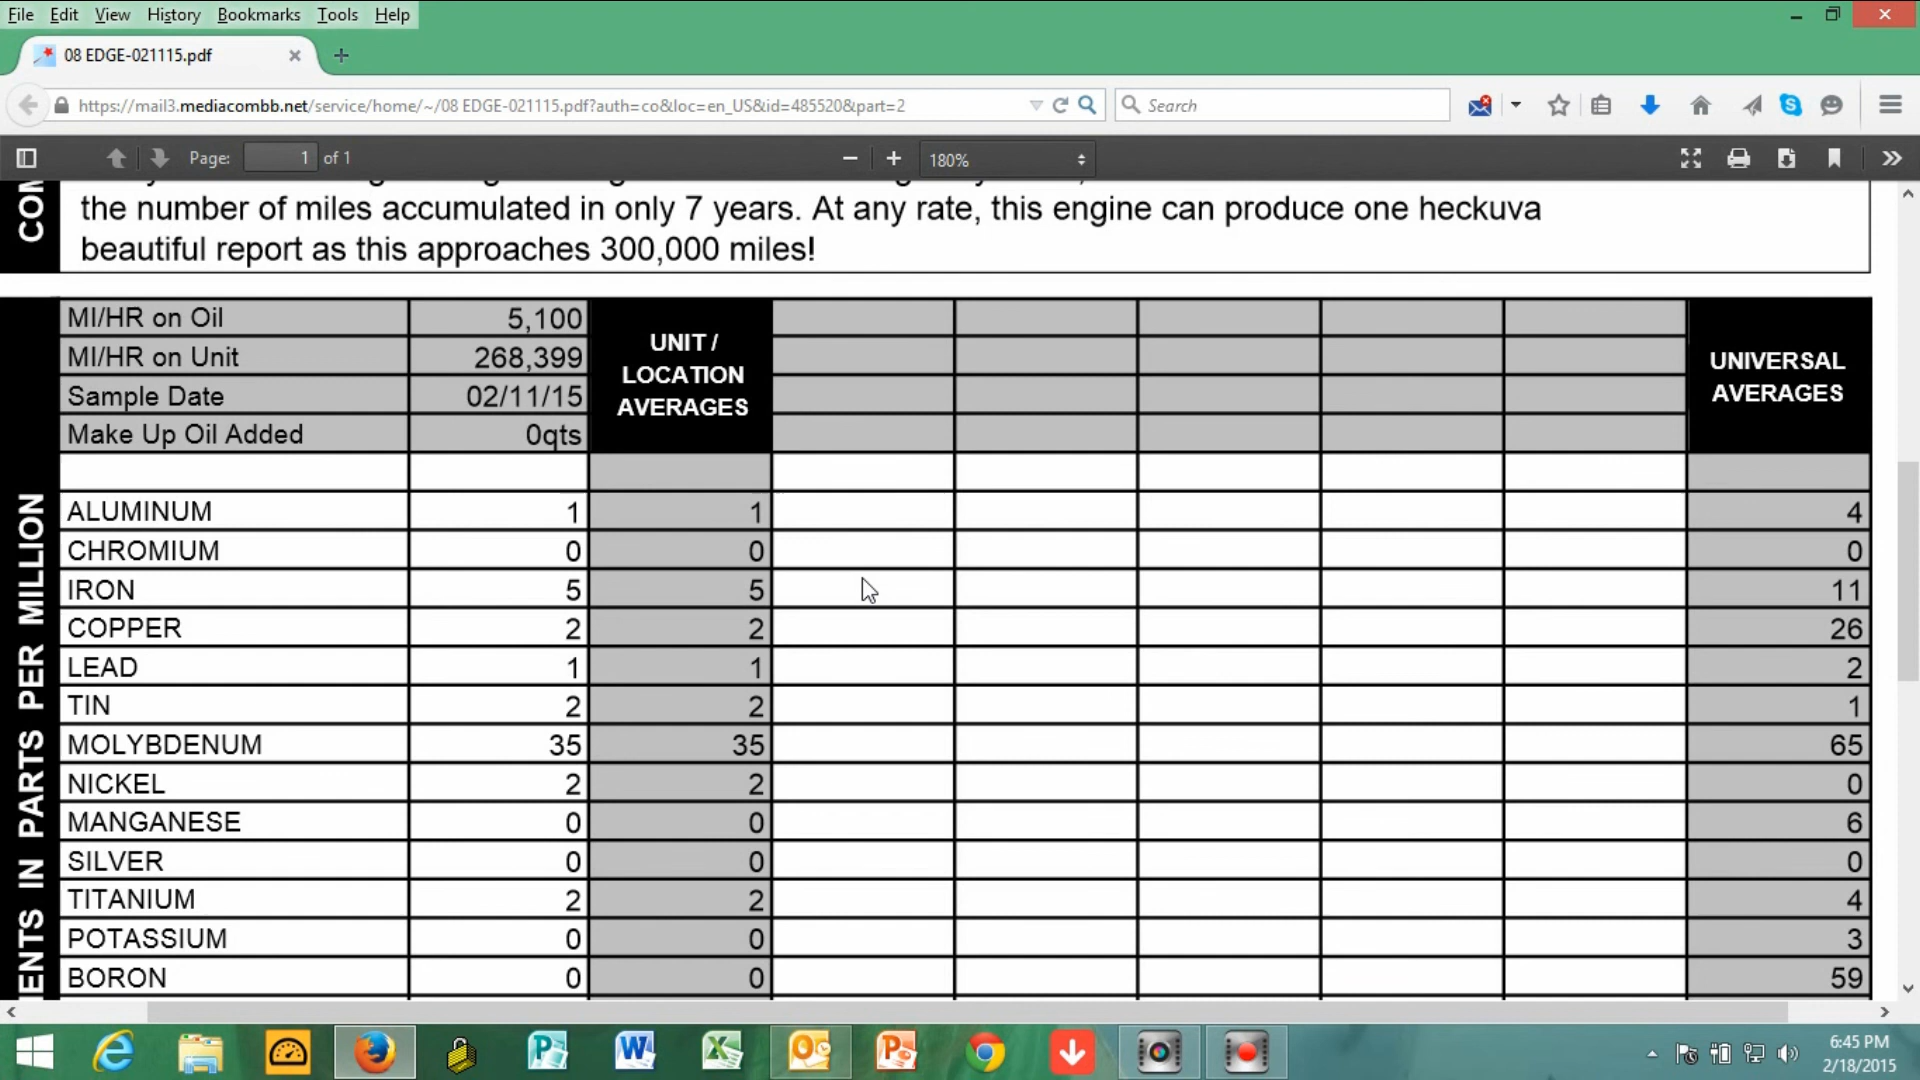 File Edit View History Bookmarks Tools Help
08 EDGE-021115.pdf
https://mail3.mediacombb.net/service/home/~/08 EDGE-021115.pdf?auth=co&loc=en_US&id=485520&part=2
Search
Page: 1 of 1
180%
the number of miles accumulated in only 7 years. At any rate, this engine can produce one heckuva
beautiful report as this approaches 300,000 miles!
MI/HR on Oil 5,100
MI/HR on Unit 268,399
Sample Date 02/11/15
Make Up Oil Added 0qts
UNIT /
LOCATION
AVERAGES
UNIVERSAL
AVERAGES
ALUMINUM 1 1 4
CHROMIUM 0 0 0
IRON 5 5 11
COPPER 2 2 26
LEAD 1 1 2
TIN 2 2 1
MOLYBDENUM 35 35 65
NICKEL 2 2 0
MANGANESE 0 0 6
SILVER 0 0 0
TITANIUM 2 2 4
POTASSIUM 0 0 3
BORON 0 0 59
IN PARTS PER MILLION
6:45 PM
2/18/2015